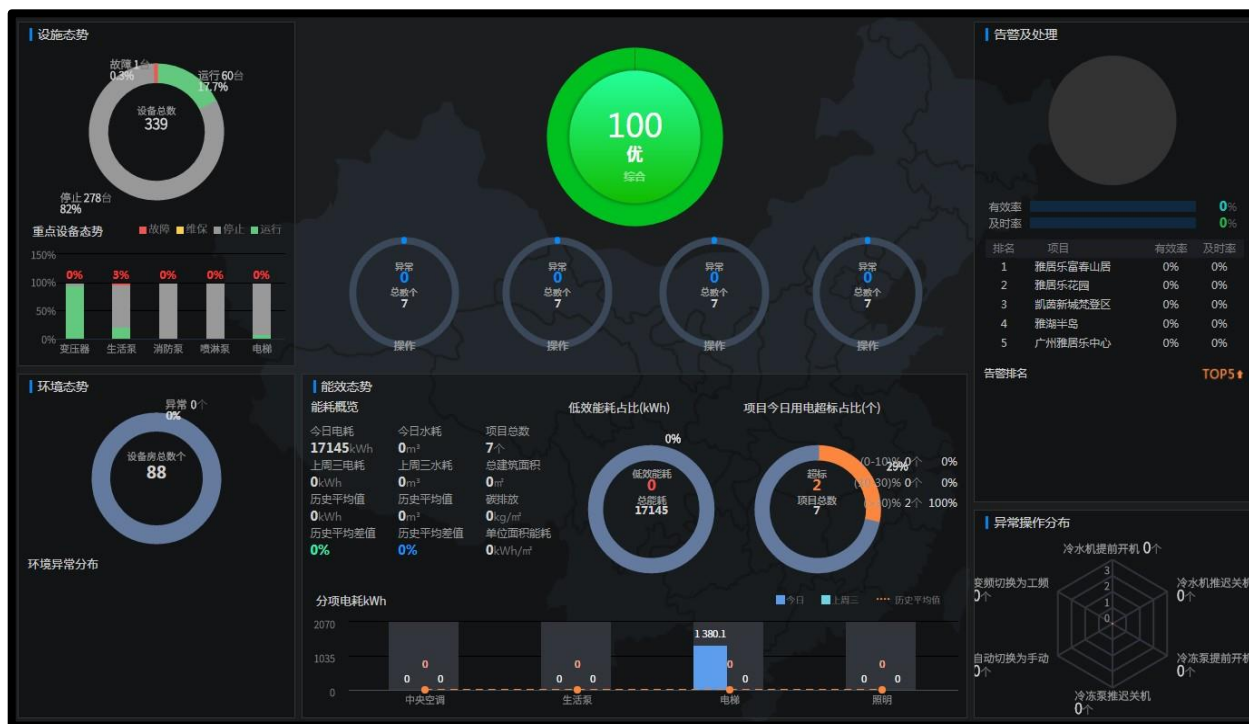 设施态势
故障 1台
0.3%
运行 60台
17.7%
设备总数
339
停止 278台
82%
重点设备态势
故障 维保 停止 运行
150%
100%
50%
0%
0% 3% 0% 0% 0%
变压器 生活泵 消防泵 喷淋泵 电梯
环境态势
异常 0个
0%
设备房总数个
88
环境异常分布
100
优
综合
异常
0
总数个
7
操作
异常
0
总数个
7
操作
异常
0
总数个
7
操作
异常
0
总数个
7
操作
能效态势
能耗概览
今日电耗 今日水耗 项目总数
17145kWh 0m³ 7个
上周三电耗 上周三水耗 总建筑面积
0kWh 0m³ 0㎡
历史平均值 历史平均值 碳排放
0kWh 0m³ 0kg/㎡
历史平均差值 历史平均差值 单位面积能耗
0% 0% 0kWh/㎡
低效能耗占比(kWh)
0%
低效能耗
0
总能耗
17145
项目今日用电超标占比(个)
超标
2
项目总数
7
29%
(0-10)% 0个 0%
0个 0%
2个 100%
分项电耗kWh
今日 上周三 历史平均值
2070
1035
0
1 380.1
0 0 0 0
0 0 0 0 0 0 0
中央空调 生活泵 电梯 照明
告警及处理
有效率 0%
及时率 0%
排名 项目 有效率 及时率
1 雅居乐富春山居 0% 0%
2 雅居乐花园 0% 0%
3 凯茵新城梵登区 0% 0%
4 雅湖半岛 0% 0%
5 广州雅居乐中心 0% 0%
告警排名 TOP5
异常操作分布
冷水机提前开机 0个
变频切换为工频
0个
冷水机推迟关机
0个
3
2
1
0
自动切换为手动
0个
冷冻泵提前开机
0个
冷冻泵推迟关机
0个